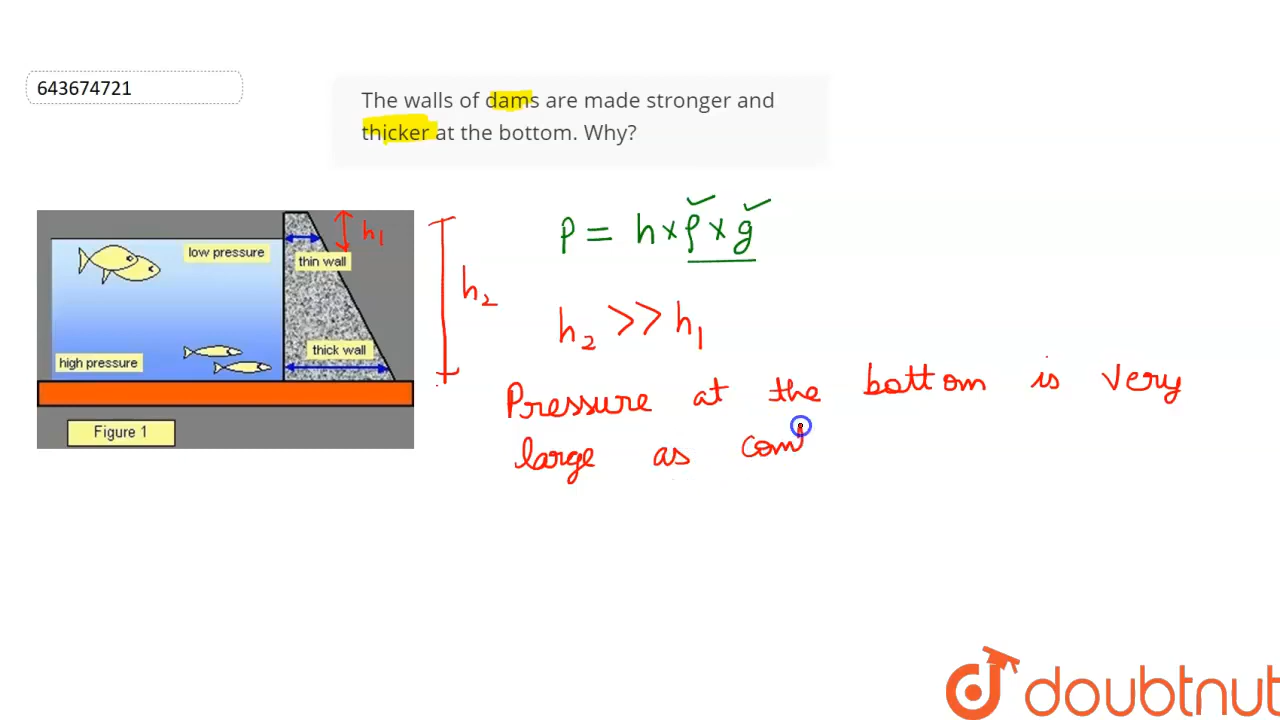 643674721
The walls of dams are made stronger and
thicker at the bottom. Why?
low pressure
thin wall
h₁
thick wall
high pressure
Figure 1
h₂
P = h × ρ × g
h₂ >> h₁
Pressure at the bottom is very
large as com
doubtnut